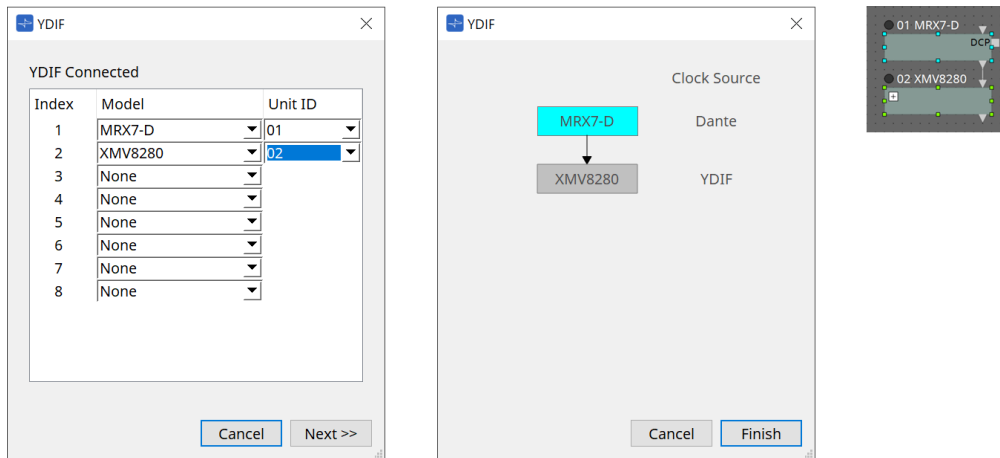 YDIF
YDIF Connected
Index Model Unit ID
1 MRX7-D 01
2 XMV8280 02
3 None
4 None
5 None
6 None
7 None
8 None
Cancel Next >>
YDIF
Clock Source
MRX7-D Dante
XMV8280 YDIF
Cancel Finish
01 MRX7-D
DCP
02 XMV8280